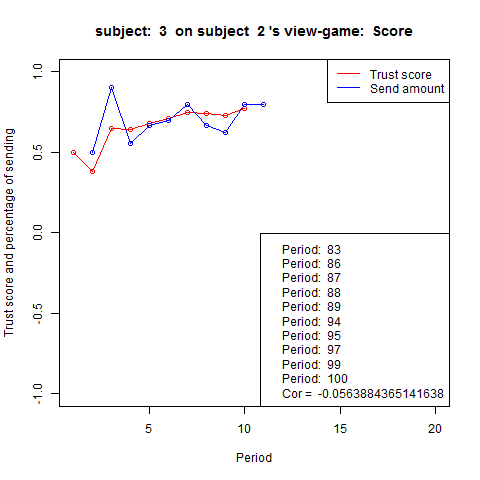 subject:  3  on subject  2 's view-game:  Score
Trust score and percentage of sending
1.0
0.5
0.0
-0.5
-1.0
Trust score
Send amount
Period:  83
Period:  86
Period:  87
Period:  88
Period:  89
Period:  94
Period:  95
Period:  97
Period:  99
Period:  100
Cor =  -0.0563884365141638
5 10 15 20
Period